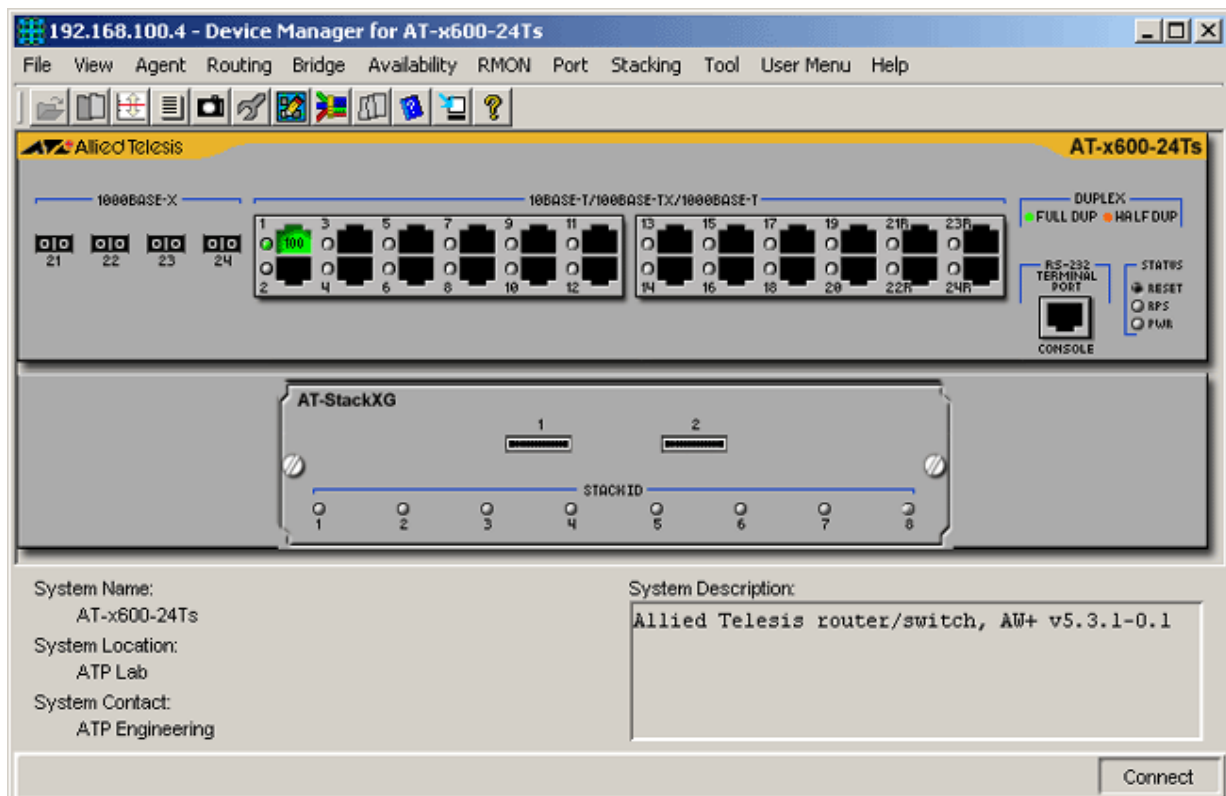 192.168.100.4 - Device Manager for AT-x600-24Ts
File View Agent Routing Bridge Availability RMON Port Stacking Tool User Menu Help
Allied Telesis
AT-x600-24Ts
1000BASE-X
10BASE-T/100BASE-TX/1000BASE-T
DUPLEX
FULL DUP HALF DUP
1 3 5 7 9 11 13 15 17 19 21R 23R
100
21 22 23 24
2 4 6 8 10 12 14 16 18 20 22R 24R
RS-232
TERMINAL
PORT
CONSOLE
STATUS
RESET
RPS
PWR
AT-StackXG
1 2
STACK ID
1 2 3 4 5 6 7 8
System Name:
AT-x600-24Ts
System Location:
ATP Lab
System Contact:
ATP Engineering
System Description:
Allied Telesis router/switch, AW+ v5.3.1-0.1
Connect